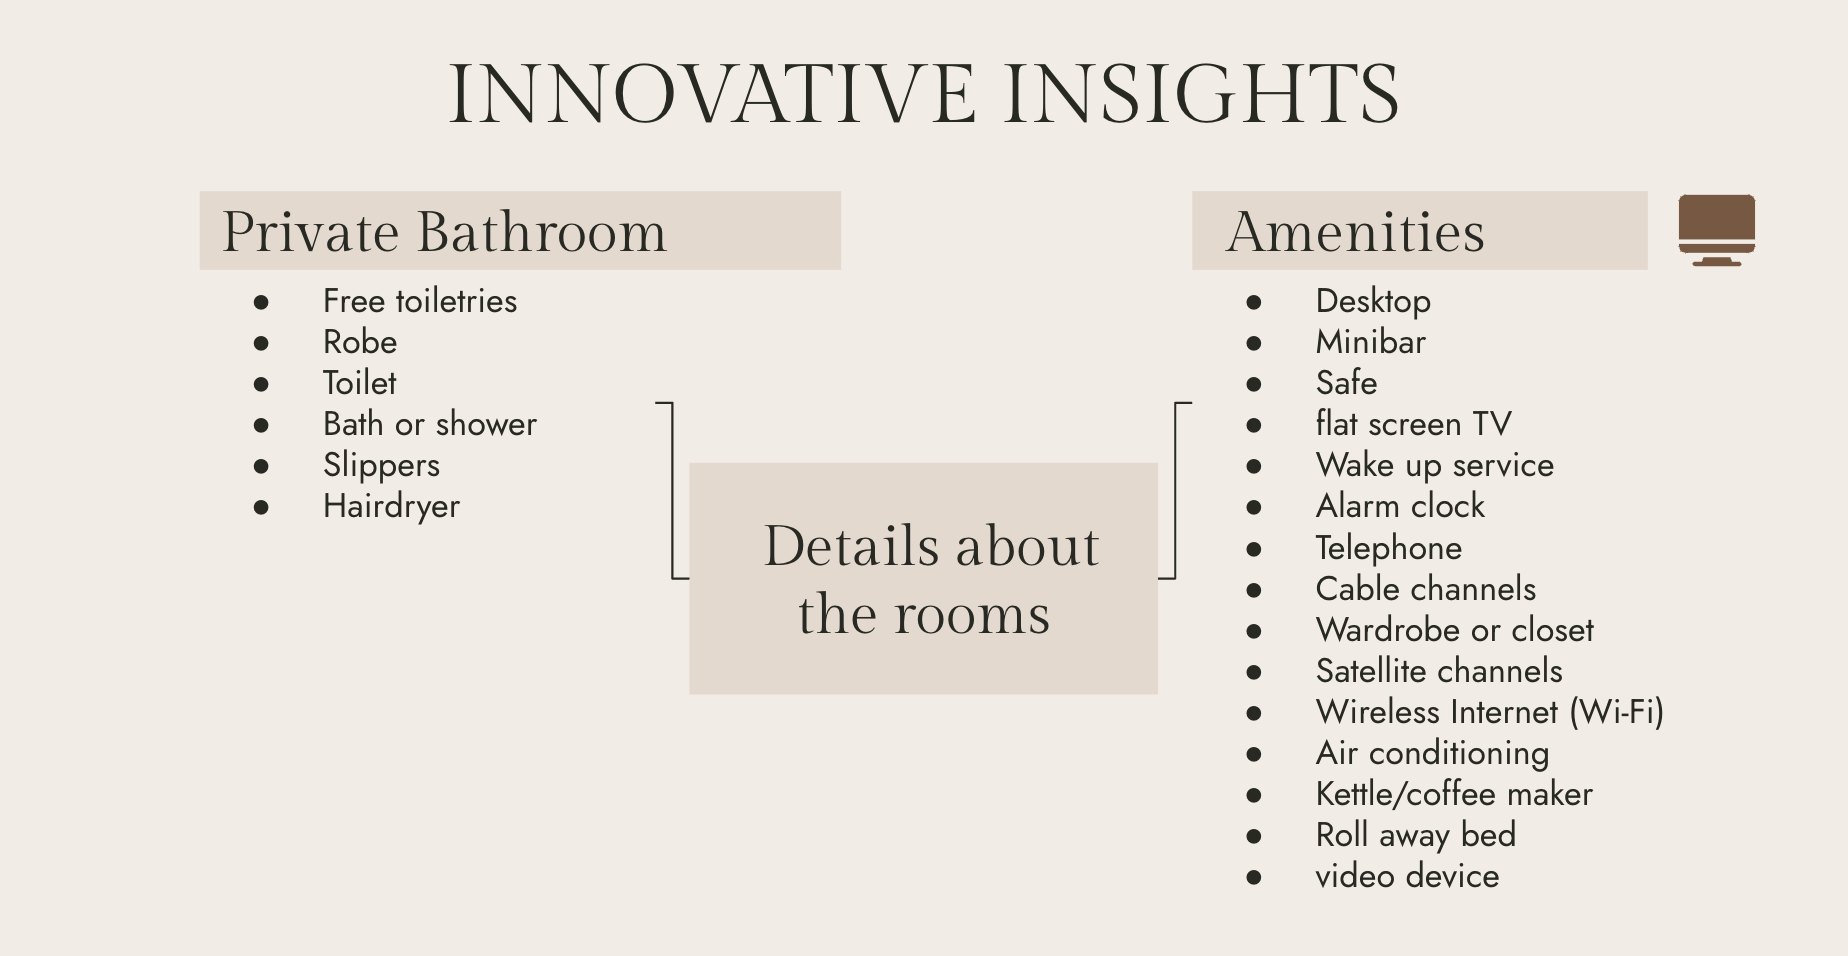 INNOVATIVE INSIGHTS
Private Bathroom
● Free toiletries
● Robe
● Toilet
● Bath or shower
● Slippers
● Hairdryer
Details about
the rooms
Amenities
● Desktop
● Minibar
● Safe
● flat screen TV
● Wake up service
● Alarm clock
● Telephone
● Cable channels
● Wardrobe or closet
● Satellite channels
● Wireless Internet (Wi-Fi)
● Air conditioning
● Kettle/coffee maker
● Roll away bed
● video device